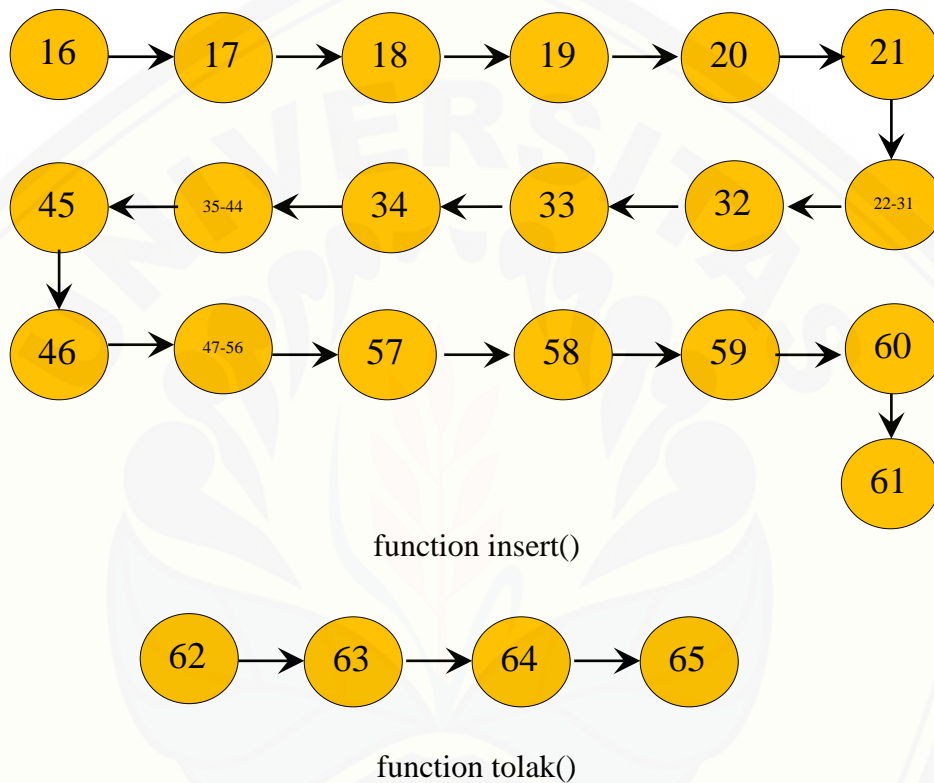 16 17 18 19 20 21
45 35-44 34 33 32 22-31
46 47-56 57 58 59 60
61
function insert()
62 63 64 65
function tolak()
UNIVERSITAS